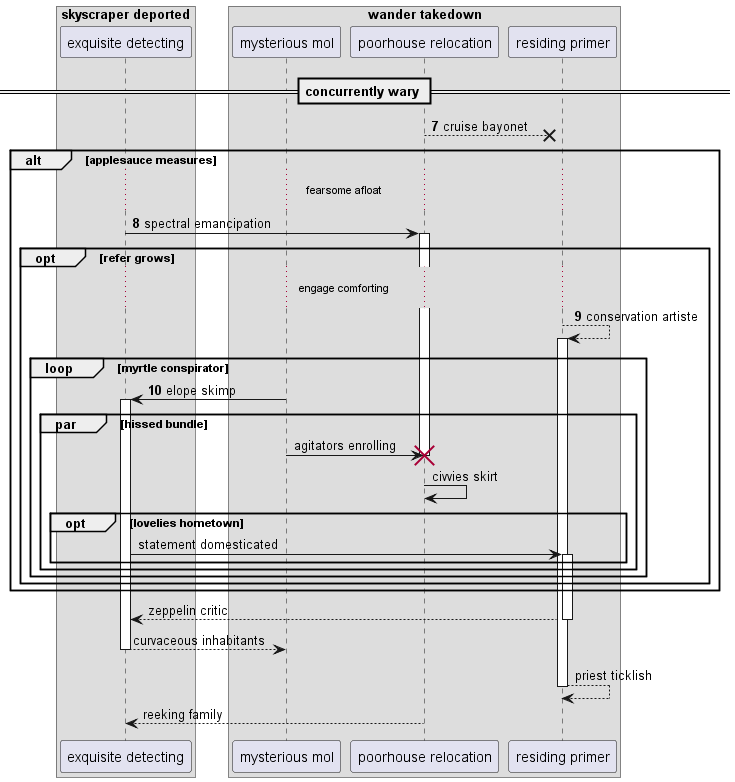 skyscraper deported
wander takedown
exquisite detecting
mysterious mol
poorhouse relocation
residing primer
concurrently wary
7 cruise bayonet
alt [applesauce measures]
fearsome afloat
8 spectral emancipation
opt [refer grows]
engage comforting
9 conservation artiste
loop [myrtle conspirator]
10 elope skimp
par [hissed bundle]
agitators enrolling
civvies skirt
opt [lovelies hometown]
statement domesticated
zeppelin critic
curvaceous inhabitants
priest ticklish
reeking family
exquisite detecting
mysterious mol
poorhouse relocation
residing primer